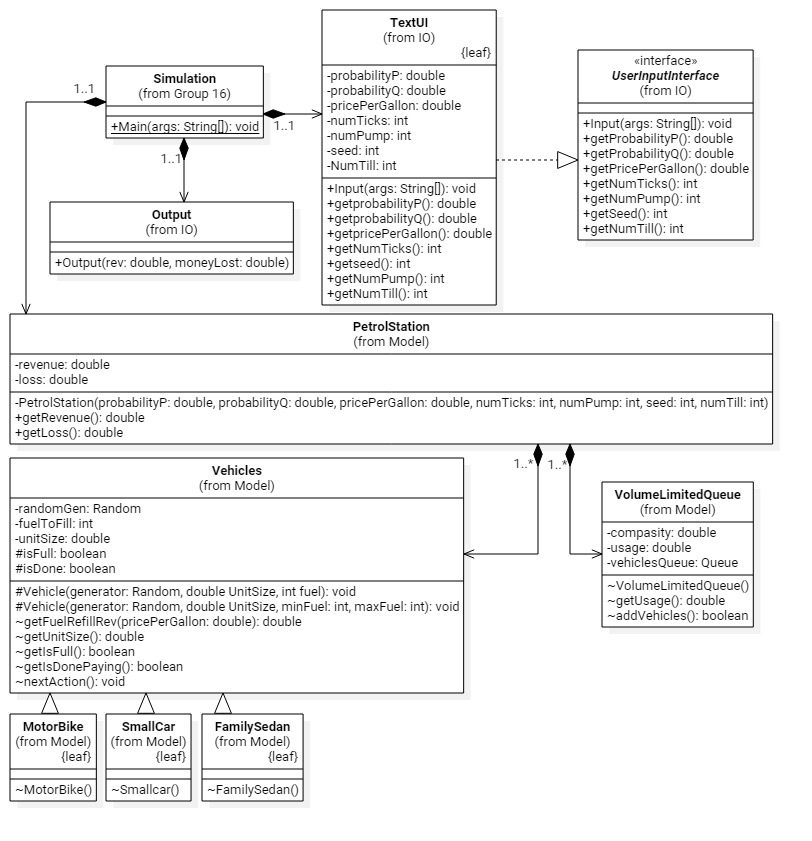 TextUI
(from IO)
{leaf}
-probabilityP: double
-probabilityQ: double
-pricePerGallon: double
-numTicks: int
-numPump: int
-seed: int
-NumTill: int
+Input(args: String[]): void
+getprobabilityP(): double
+getprobabilityQ(): double
+getpricePerGallon(): double
+getNumTicks(): int
+getseed(): int
+getNumPump(): int
+getNumTill(): int
«interface»
UserInputInterface
(from IO)
+Input(args: String[]): void
+getProbabilityP(): double
+getProbabilityQ(): double
+getPricePerGallon(): double
+getNumTicks(): int
+getNumPump(): int
+getSeed(): int
+getNumTill(): int
Simulation
(from Group 16)
+Main(args: String[]): void
1..1
1..1
1..1
Output
(from IO)
+Output(rev: double, moneyLost: double)
PetrolStation
(from Model)
-revenue: double
-loss: double
-PetrolStation(probabilityP: double, probabilityQ: double, pricePerGallon: double, numTicks: int, numPump: int, seed: int, numTill: int)
+getRevenue(): double
+getLoss(): double
1..*
1..*
Vehicles
(from Model)
-randomGen: Random
-fuelToFill: int
-unitSize: double
#isFull: boolean
#isDone: boolean
#Vehicle(generator: Random, double UnitSize, int fuel): void
#Vehicle(generator: Random, double UnitSize, minFuel: int, maxFuel: int): void
~getFuelRefillRev(pricePerGallon: double): double
~getUnitSize(): double
~getIsFull(): boolean
~getIsDonePaying(): boolean
~nextAction(): void
VolumeLimitedQueue
(from Model)
-compasity: double
-usage: double
-vehiclesQueue: Queue
~VolumeLimitedQueue()
~getUsage(): double
~addVehicles(): boolean
MotorBike
(from Model)
{leaf}
~MotorBike()
SmallCar
(from Model)
{leaf}
~Smallcar()
FamilySedan
(from Model)
{leaf}
~FamilySedan()